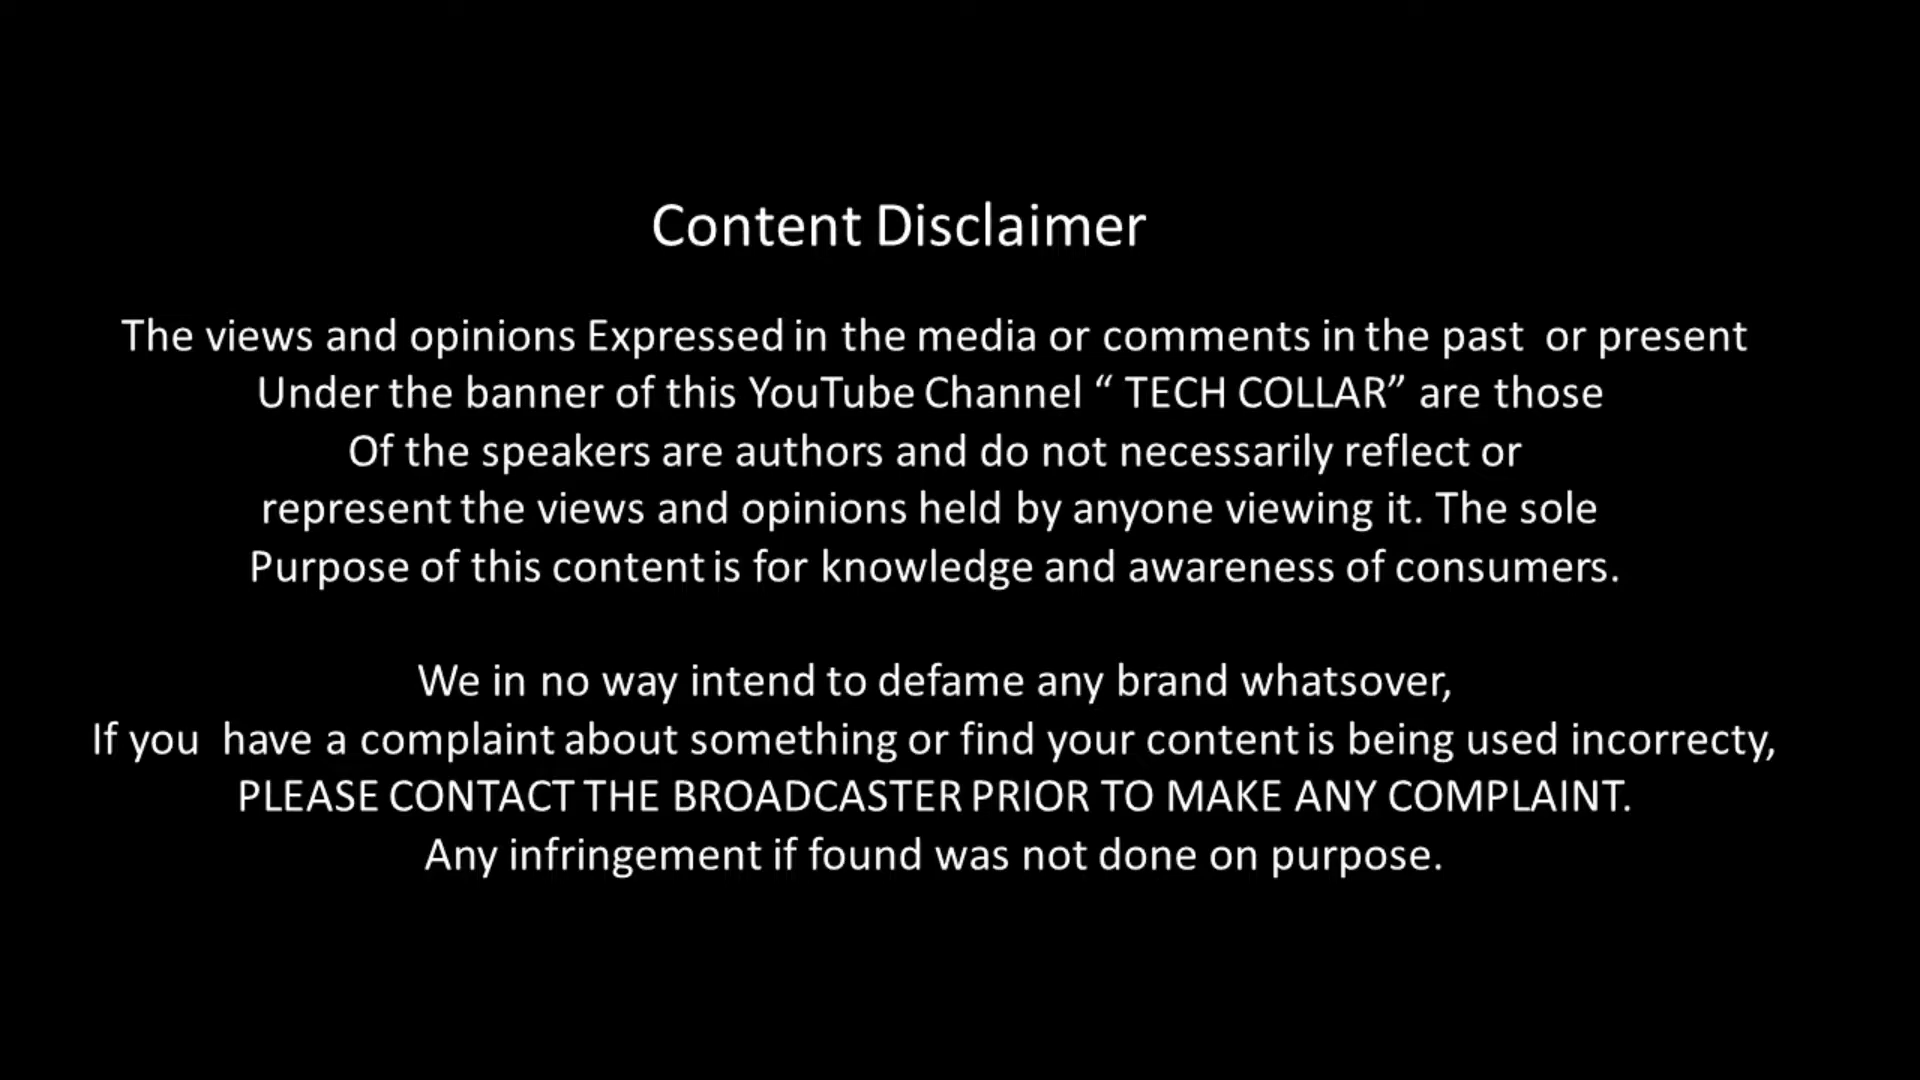 Content Disclaimer
The views and opinions Expressed in the media or comments in the past  or present
Under the banner of this YouTube Channel “ TECH COLLAR” are those
Of the speakers are authors and do not necessarily reflect or
represent the views and opinions held by anyone viewing it. The sole
Purpose of this content is for knowledge and awareness of consumers.
We in no way intend to defame any brand whatsover,
If you  have a complaint about something or find your content is being used incorrecty,
PLEASE CONTACT THE BROADCASTER PRIOR TO MAKE ANY COMPLAINT.
Any infringement if found was not done on purpose.